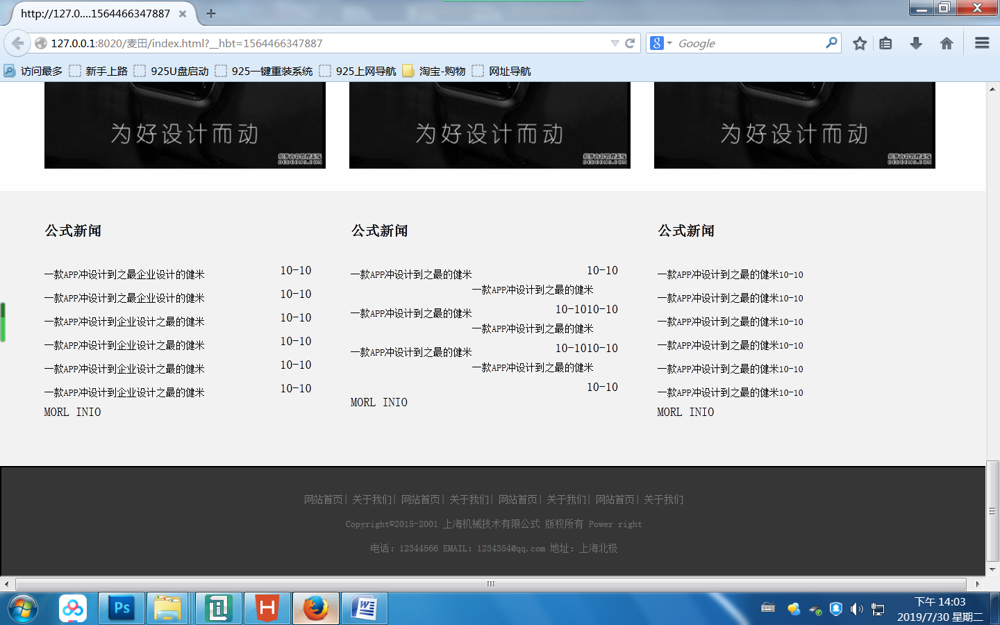 http://127.0....1564466347887
127.0.0.1:8020/麦田/index.html?__hbt=1564466347887
Google
访问最多 新手上路 925U盘启动 925一键重装系统 925上网导航 淘宝-购物 网址导航
为好设计而动 为好设计而动 为好设计而动
公式新闻
一款APP冲设计到之最企业设计的健米 10-10
一款APP冲设计到之最企业设计的健米 10-10
一款APP冲设计到企业设计之最的健米 10-10
一款APP冲设计到企业设计之最的健米 10-10
一款APP冲设计到企业设计之最的健米 10-10
一款APP冲设计到企业设计之最的健米 10-10
MORL INIO
公式新闻
一款APP冲设计到之最的健米 10-10
一款APP冲设计到之最的健米
一款APP冲设计到之最的健米 10-1010-10
一款APP冲设计到之最的健米
一款APP冲设计到之最的健米 10-1010-10
一款APP冲设计到之最的健米
10-10
MORL INIO
公式新闻
一款APP冲设计到之最的健米10-10
一款APP冲设计到之最的健米10-10
一款APP冲设计到之最的健米10-10
一款APP冲设计到之最的健米10-10
一款APP冲设计到之最的健米10-10
一款APP冲设计到之最的健米10-10
MORL INIO
网站首页| 关于我们| 网站首页| 关于我们| 网站首页| 关于我们| 网站首页| 关于我们
Copyright©2015-2001 上海机械技术有限公式 版权所有 Power right
电话：12344566 EMAIL：1234354@qq.com 地址：上海北极
下午 14:03
2019/7/30 星期二